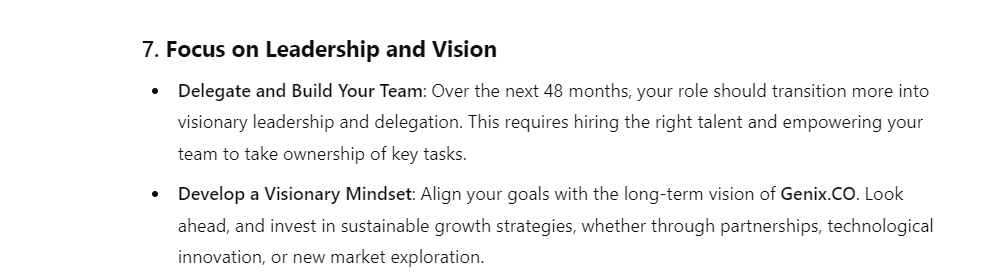 7. Focus on Leadership and Vision
• Delegate and Build Your Team: Over the next 48 months, your role should transition more into
visionary leadership and delegation. This requires hiring the right talent and empowering your
team to take ownership of key tasks.
• Develop a Visionary Mindset: Align your goals with the long-term vision of Genix.CO. Look
ahead, and invest in sustainable growth strategies, whether through partnerships, technological
innovation, or new market exploration.